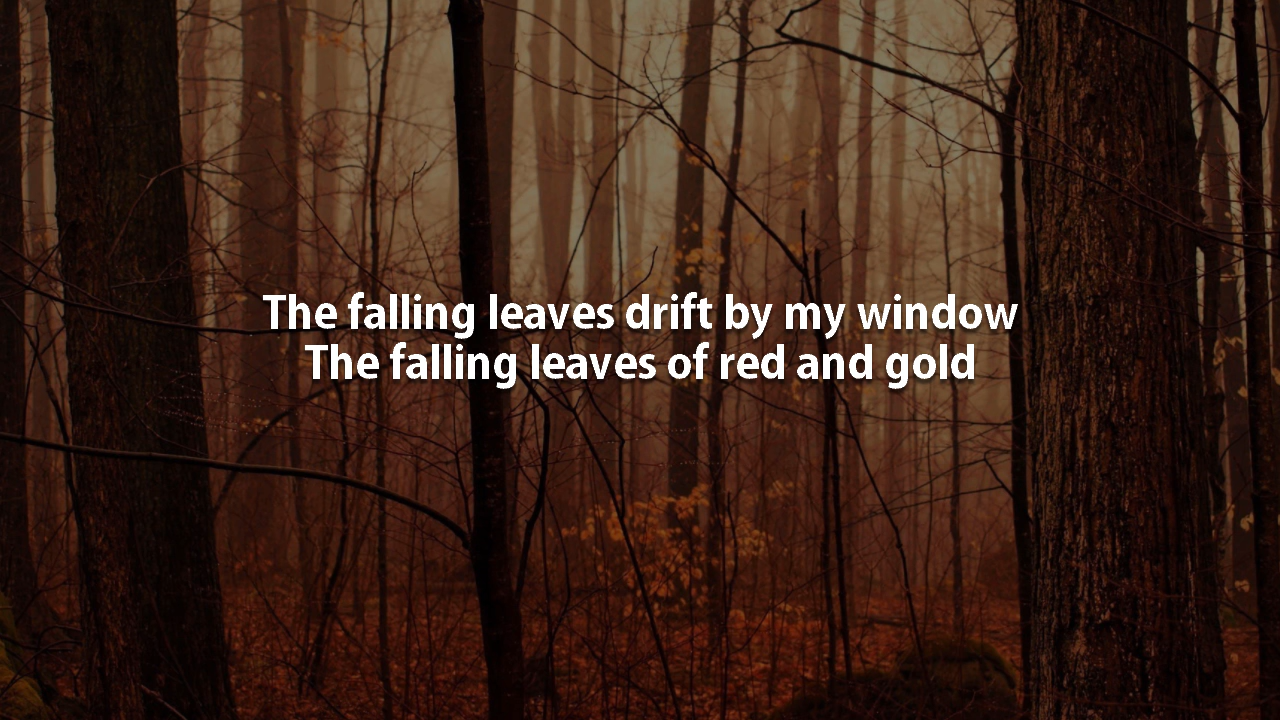 The falling leaves drift by my window
The falling leaves of red and gold